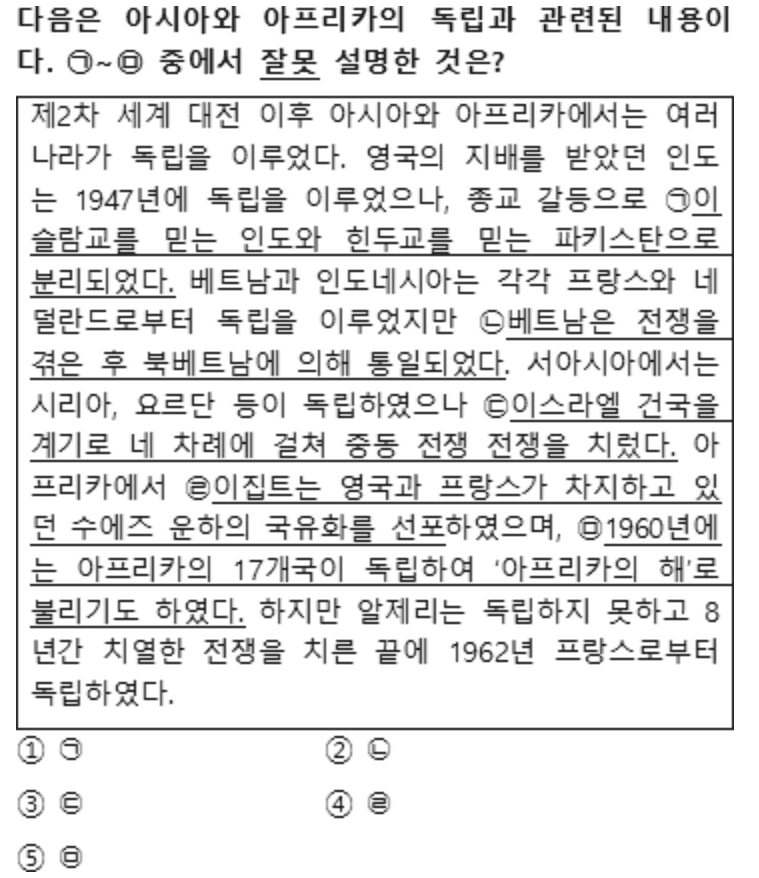 다음은 아시아와 아프리카의 독립과 관련된 내용이
다. ㉠~㉤ 중에서 잘못 설명한 것은?
제2차 세계 대전 이후 아시아와 아프리카에서는 여러
나라가 독립을 이루었다. 영국의 지배를 받았던 인도
는 1947년에 독립을 이루었으나, 종교 갈등으로 ㉠이
슬람교를 믿는 인도와 힌두교를 믿는 파키스탄으로
분리되었다. 베트남과 인도네시아는 각각 프랑스와 네
덜란드로부터 독립을 이루었지만 ㉡베트남은 전쟁을
겪은 후 북베트남에 의해 통일되었다. 서아시아에서는
시리아, 요르단 등이 독립하였으나 ㉢이스라엘 건국을
계기로 네 차례에 걸쳐 중동 전쟁 전쟁을 치렀다. 아
프리카에서 ㉣이집트는 영국과 프랑스가 차지하고 있
던 수에즈 운하의 국유화를 선포하였으며, ㉤1960년에
는 아프리카의 17개국이 독립하여 ‘아프리카의 해’로
불리기도 하였다. 하지만 알제리는 독립하지 못하고 8
년간 치열한 전쟁을 치른 끝에 1962년 프랑스로부터
독립하였다.
① ㉠ ② ㉡
③ ㉢ ④ ㉣
⑤ ㉤